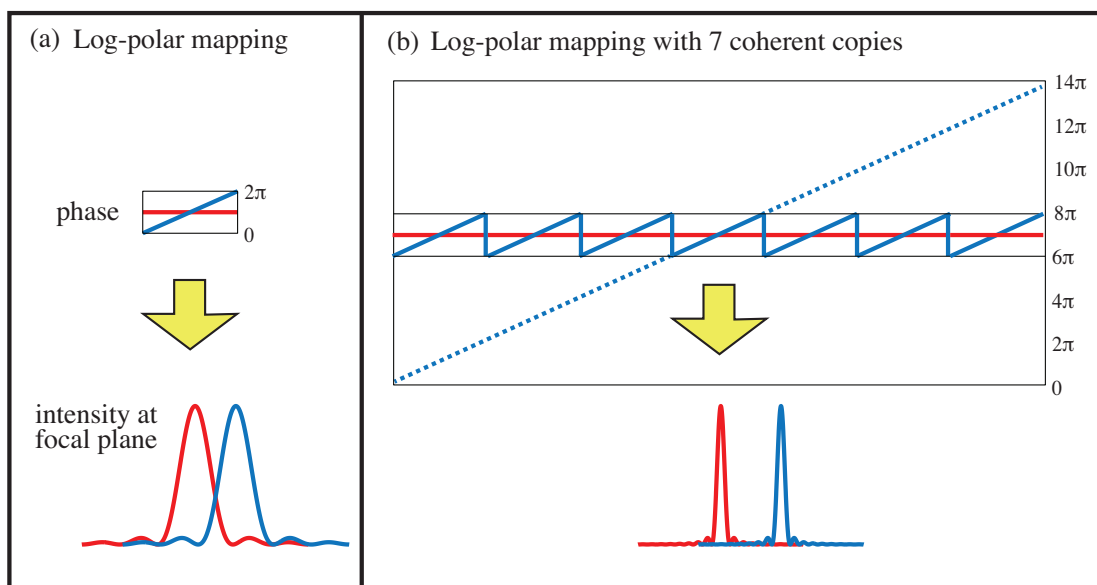 (a) Log-polar mapping
phase
2π
0
intensity at
focal plane
(b) Log-polar mapping with 7 coherent copies
14π
12π
10π
8π
6π
4π
2π
0